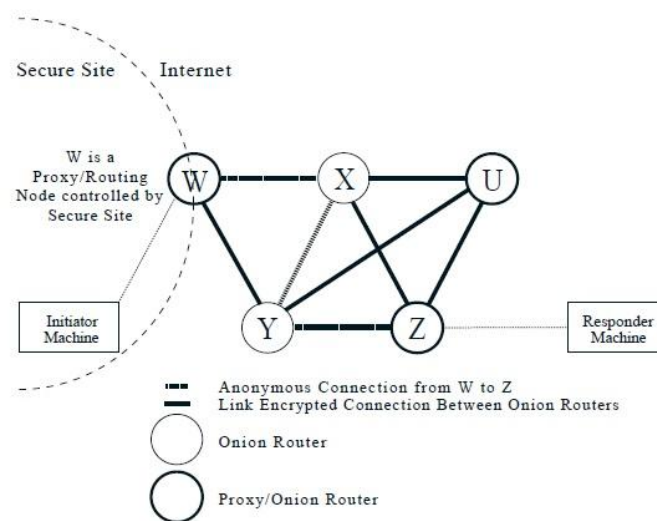 Secure Site Internet
W is a
Proxy/Routing
Node controlled by
Secure Site
W X U
Initiator
Machine
Y Z
Responder
Machine
Anonymous Connection from W to Z
Link Encrypted Connection Between Onion Routers
Onion Router
Proxy/Onion Router